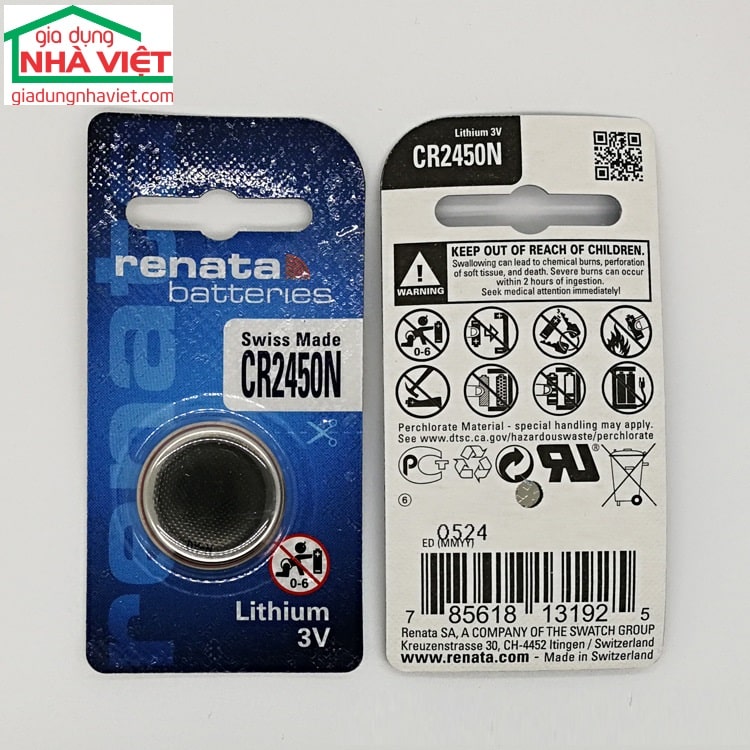 gia dụng
NHÀ VIỆT
giadungnhaviet.com
renata
batteries
Swiss Made
CR2450N
0-6
Lithium
3V
renata
Lithium 3V
CR2450N
WARNING
KEEP OUT OF REACH OF CHILDREN.
Swallowing can lead to chemical burns, perforation
of soft tissue, and death. Severe burns can occur
within 2 hours of ingestion.
Seek medical attention immediately!
0-6
Perchlorate Material - special handling may apply.
See www.dtsc.ca.gov/hazardouswaste/perchlorate
6
0524
ED (MMYY)
7 85618 13192 5
Renata SA, A COMPANY OF THE SWATCH GROUP
Kreuzenstrasse 30, CH-4452 Itingen / Switzerland
www.renata.com - Made in Switzerland